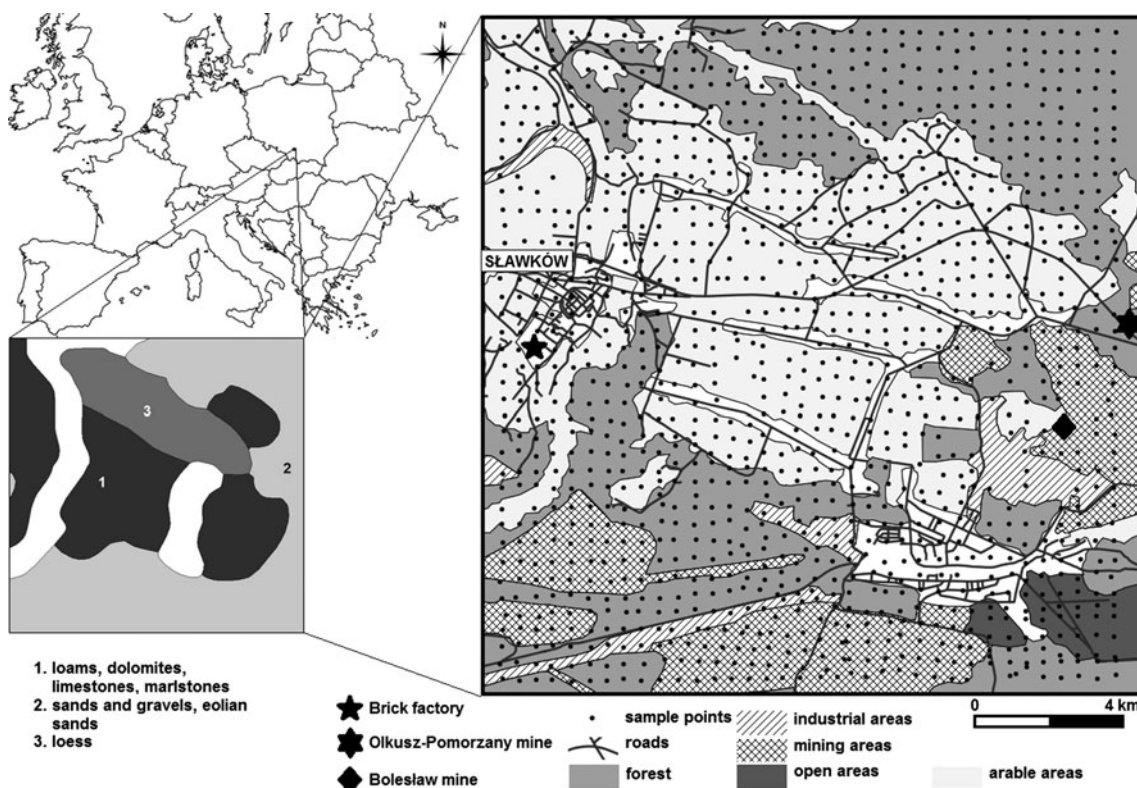 N
SŁAWKÓW
3
2
1
1. loams, dolomites,
limestones, marlstones
2. sands and gravels, eolian
sands
3. loess
Brick factory
Olkusz-Pomorzany mine
Bolesław mine
sample points
roads
forest
industrial areas
mining areas
open areas
arable areas
0 4 km